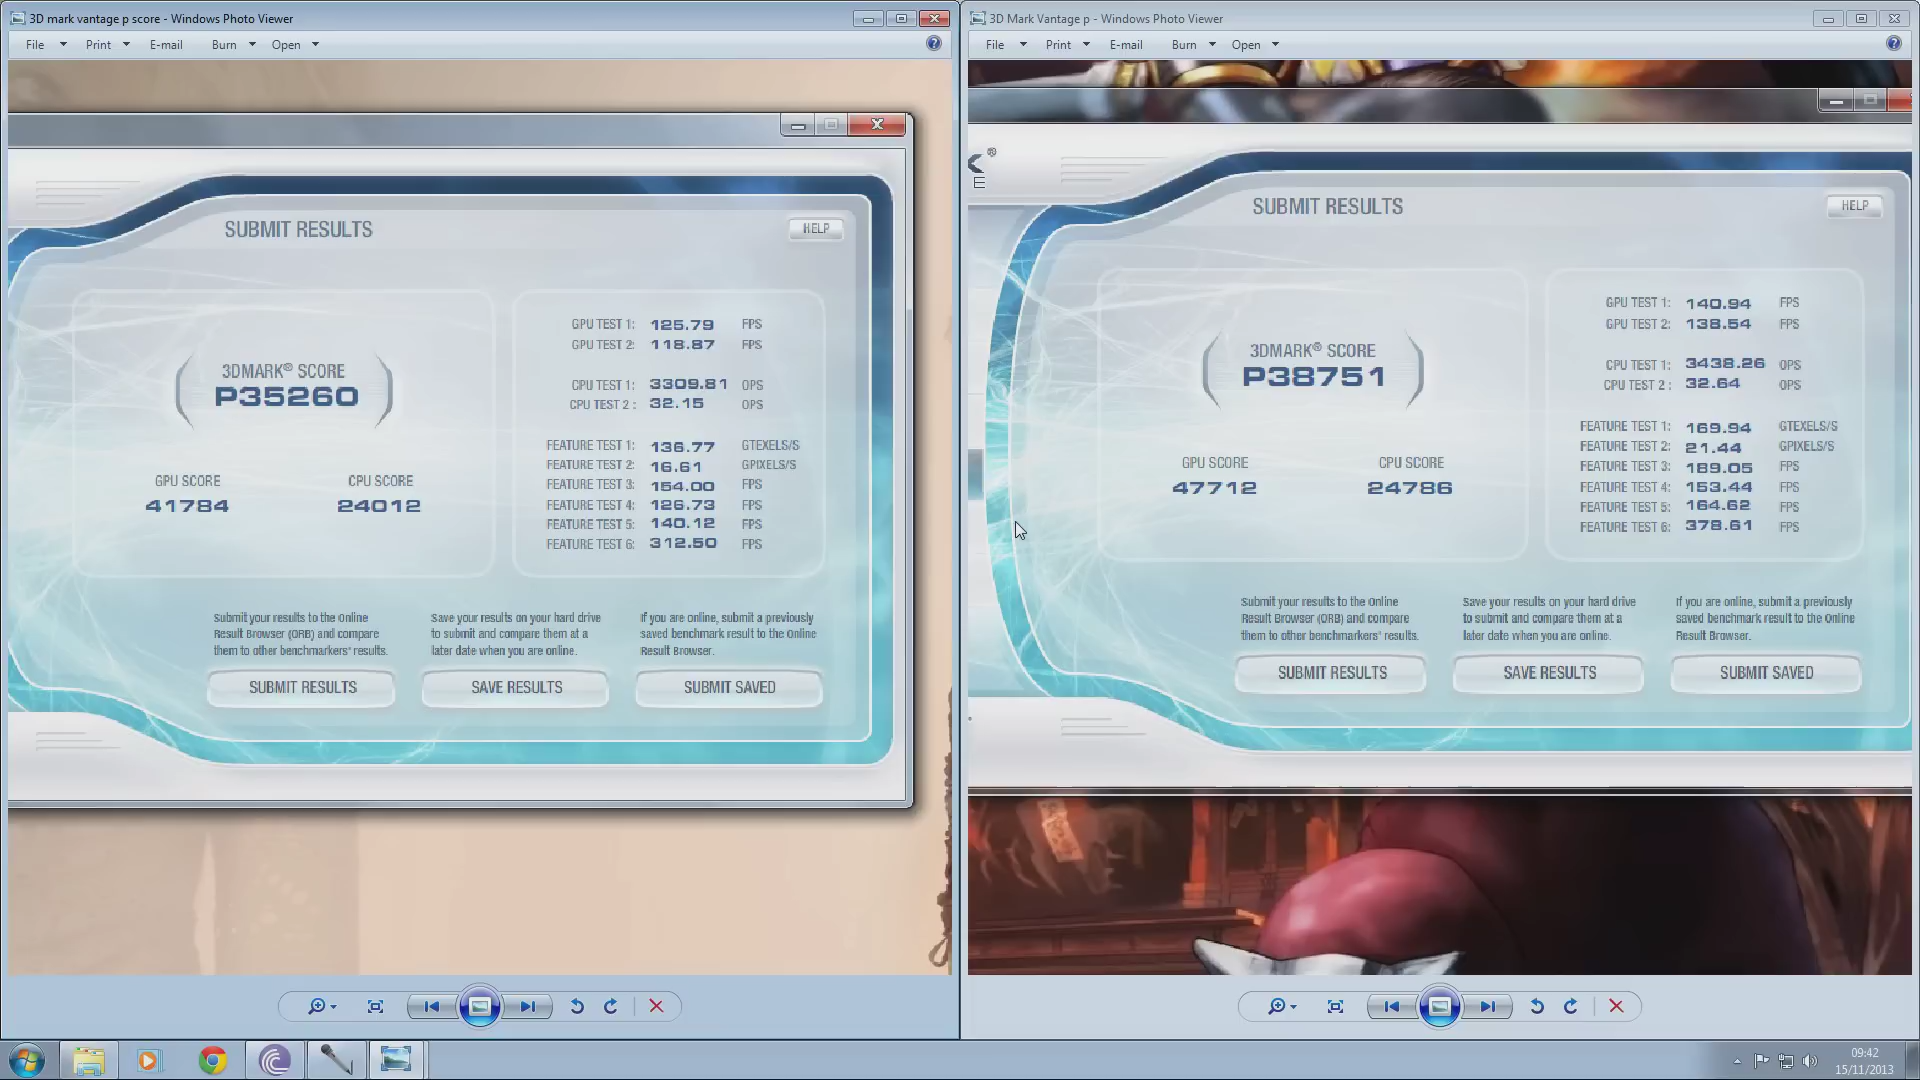 3D mark vantage p score - Windows Photo Viewer
File Print E-mail Burn Open
SUBMIT RESULTS
HELP
3DMARK® SCORE
P35260
GPU SCORE
41784
CPU SCORE
24012
GPU TEST 1: 125.79 FPS
GPU TEST 2: 118.87 FPS
CPU TEST 1: 3309.81 OPS
CPU TEST 2 : 32.15 OPS
FEATURE TEST 1: 136.77 GTEXELS/S
FEATURE TEST 2: 16.61 GPIXELS/S
FEATURE TEST 3: 154.00 FPS
FEATURE TEST 4: 126.73 FPS
FEATURE TEST 5: 140.12 FPS
FEATURE TEST 6: 312.50 FPS
Submit your results to the Online
Result Browser (ORB) and compare
them to other benchmarkers' results.
SUBMIT RESULTS
Save your results on your hard drive
to submit and compare them at a
later date when you are online.
SAVE RESULTS
If you are online, submit a previously
saved benchmark result to the Online
Result Browser.
SUBMIT SAVED
3D Mark Vantage p - Windows Photo Viewer
File Print E-mail Burn Open
K®
E
SUBMIT RESULTS
HELP
3DMARK® SCORE
P38751
GPU SCORE
47712
CPU SCORE
24786
GPU TEST 1: 140.94 FPS
GPU TEST 2: 138.54 FPS
CPU TEST 1: 3438.26 OPS
CPU TEST 2 : 32.64 OPS
FEATURE TEST 1: 169.94 GTEXELS/S
FEATURE TEST 2: 21.44 GPIXELS/S
FEATURE TEST 3: 189.05 FPS
FEATURE TEST 4: 153.44 FPS
FEATURE TEST 5: 164.62 FPS
FEATURE TEST 6: 378.61 FPS
Submit your results to the Online
Result Browser (ORB) and compare
them to other benchmarkers' results.
SUBMIT RESULTS
Save your results on your hard drive
to submit and compare them at a
later date when you are online.
SAVE RESULTS
If you are online, submit a previously
saved benchmark result to the Online
Result Browser.
SUBMIT SAVED
09:42
15/11/2013